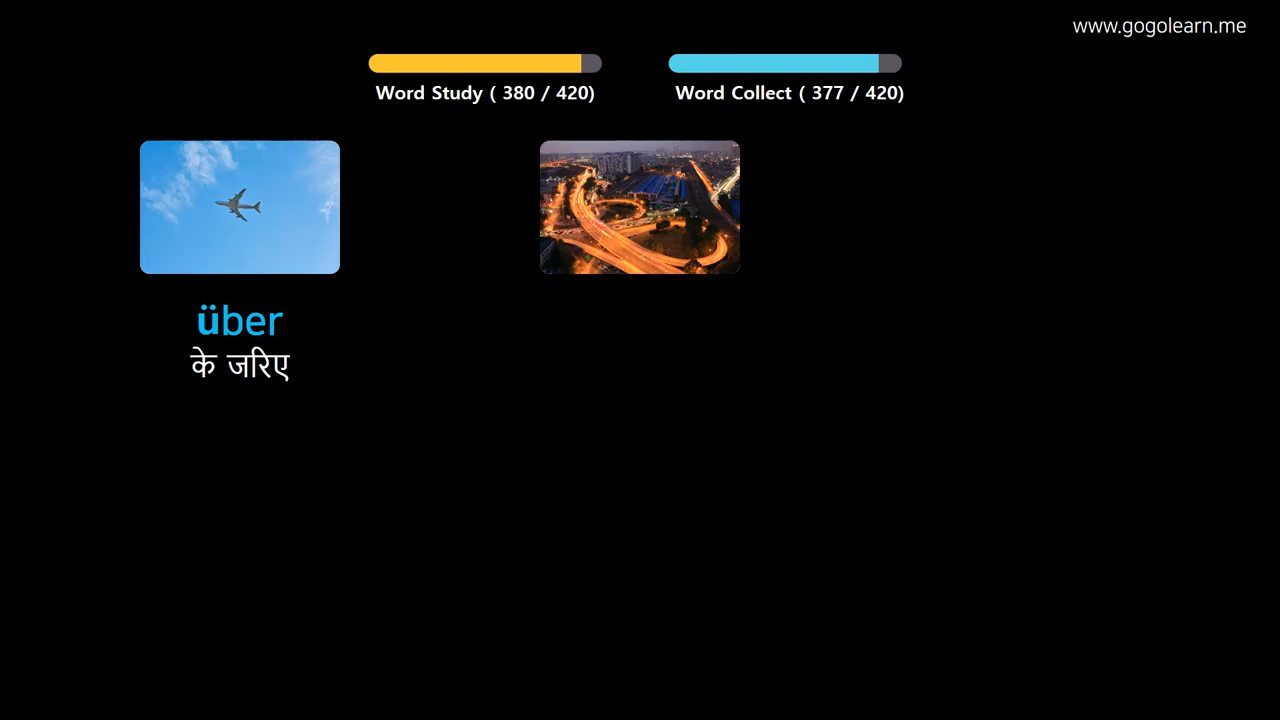 www.gogolearn.me
Word Study ( 380 / 420)
Word Collect ( 377 / 420)
über
के जरिए